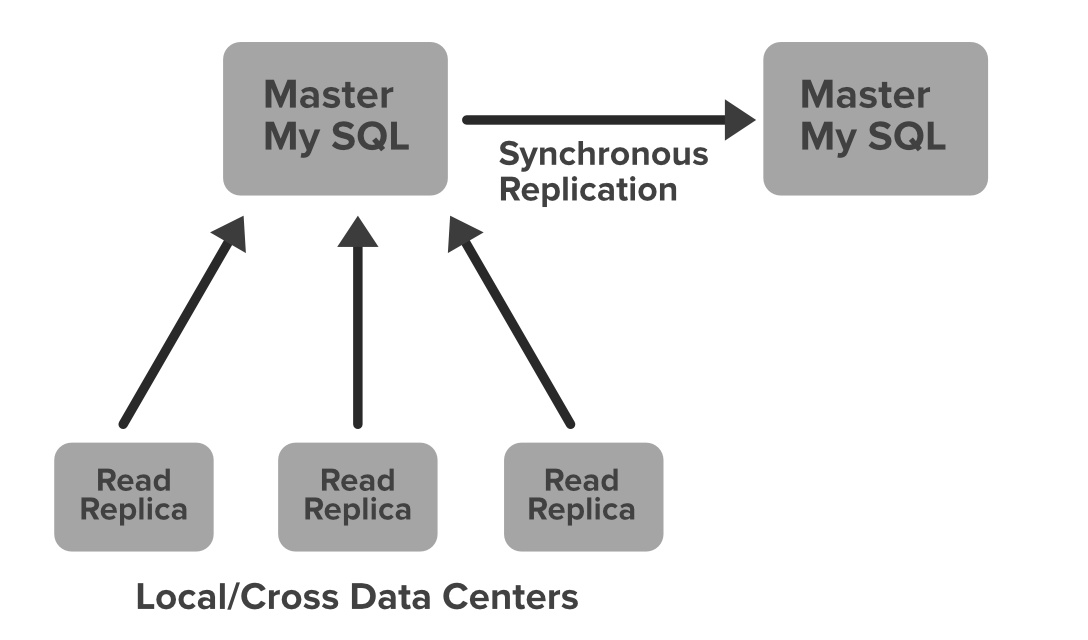 Master
My SQL
Synchronous
Replication
Master
My SQL
Read
Replica
Read
Replica
Read
Replica
Local/Cross Data Centers